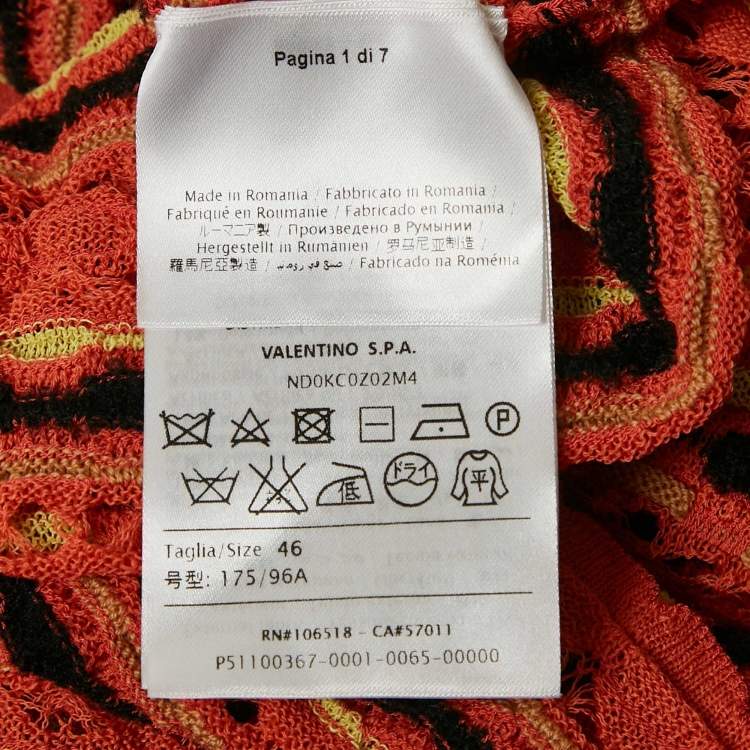 Pagina 1 di 7
Made in Romania / Fabbricato in Romania /
Fabriqué en Roumanie / Fabricado en Romania /
ルーマニア製 / Произведено в Румынии /
Hergestellt in Rumänien / 罗马尼亚制造 /
羅馬尼亞製造 / صنع في رومانيا / Fabricado na Roménia
VALENTINO S.P.A.
ND0KC0Z02M4
P
低 ドライ 平
Taglia/Size 46
号型: 175/96A
RN#106518 - CA#57011
P51100367-0001-0065-00000